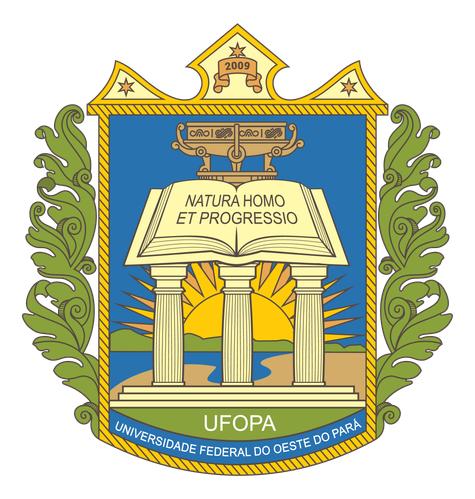 2009
NATURA HOMO
ET PROGRESSIO
UFOPA
UNIVERSIDADE FEDERAL DO OESTE DO PARÁ